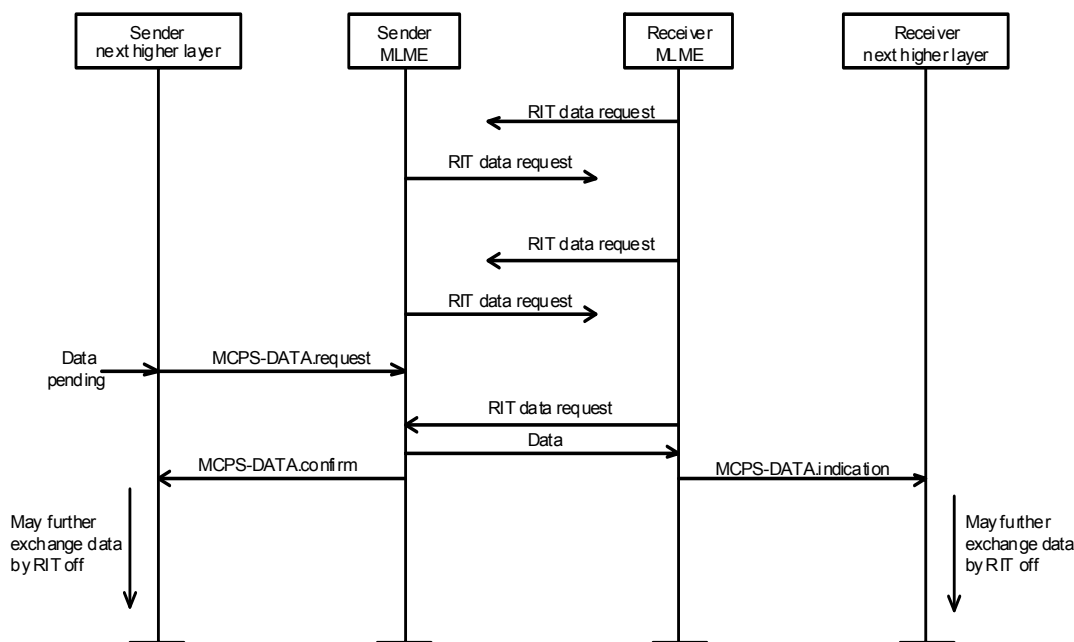 Sender
next higher layer
Sender
MLME
Receiver
MLME
Receiver
next higher layer
RIT data request
RIT data request
RIT data request
RIT data request
Data
pending
MCPS-DATA.request
RIT data request
Data
MCPS-DATA.confirm
MCPS-DATA.indication
May further
exchange data
by RIT off
May further
exchange data
by RIT off